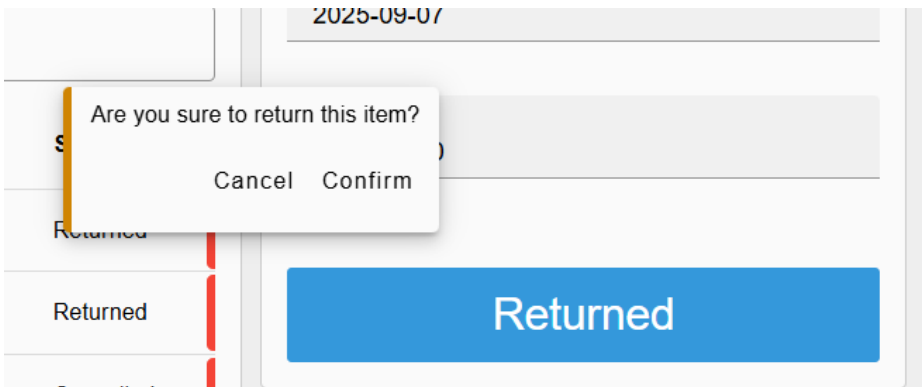 2025-09-07
Are you sure to return this item?
Cancel Confirm
Returned
Returned
Returned